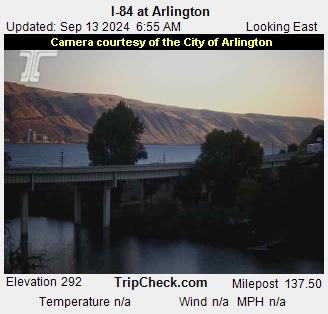 I-84 at Arlington
Updated: Sep 13 2024 6:55 AM Looking East
Camera courtesy of the City of Arlington
Elevation 292 TripCheck.com Milepost 137.50
Temperature n/a Wind n/a MPH n/a